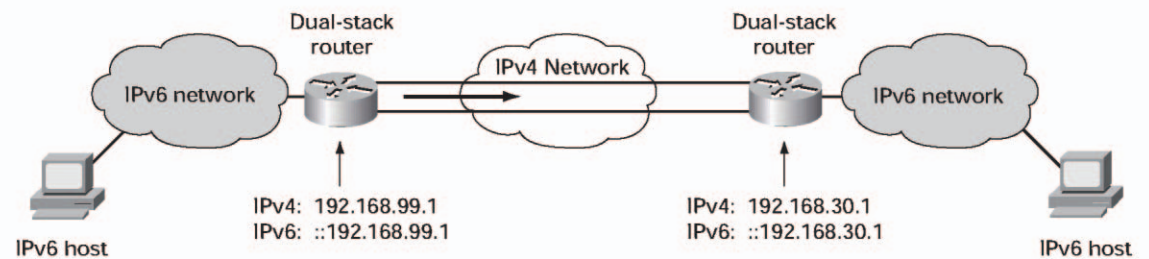 Dual-stack
router
Dual-stack
router
IPv6 network
IPv4 Network
IPv6 network
IPv4: 192.168.99.1
IPv6: ::192.168.99.1
IPv4: 192.168.30.1
IPv6: ::192.168.30.1
IPv6 host
IPv6 host